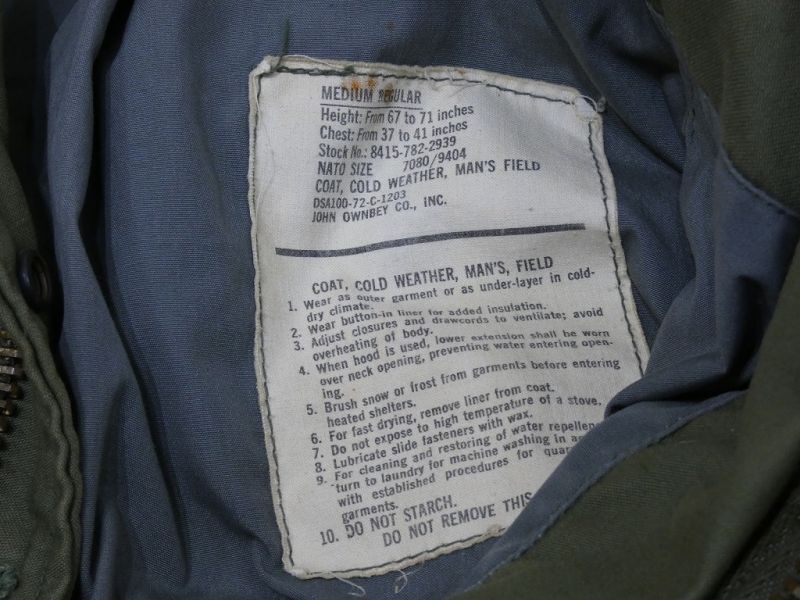 MEDIUM REGULAR
Height: From 67 to 71 inches
Chest: From 37 to 41 inches
Stock No.: 8415-782-2939
NATO SIZE 7080/9404
COAT, COLD WEATHER, MAN'S FIELD
DSA100-72-C-1203
JOHN OWNBEY CO., INC.
COAT, COLD WEATHER, MAN'S, FIELD
1. Wear as outer garment or as under-layer in cold-
dry climate.
2. Wear button-in liner for added insulation.
3. Adjust closures and drawcords to ventilate; avoid
overheating of body.
4. When hood is used, lower extension shall be worn
over neck opening, preventing water entering open-
ing.
5. Brush snow or frost from garments before entering
heated shelters.
6. For fast drying, remove liner from coat.
7. Do not expose to high temperature of a stove.
8. Lubricate slide fasteners with wax.
9. For cleaning and restoring of water repellenc
turn to laundry for machine washing in
with established procedures for
garments.
10. DO NOT STARCH.
DO NOT REMOVE THIS